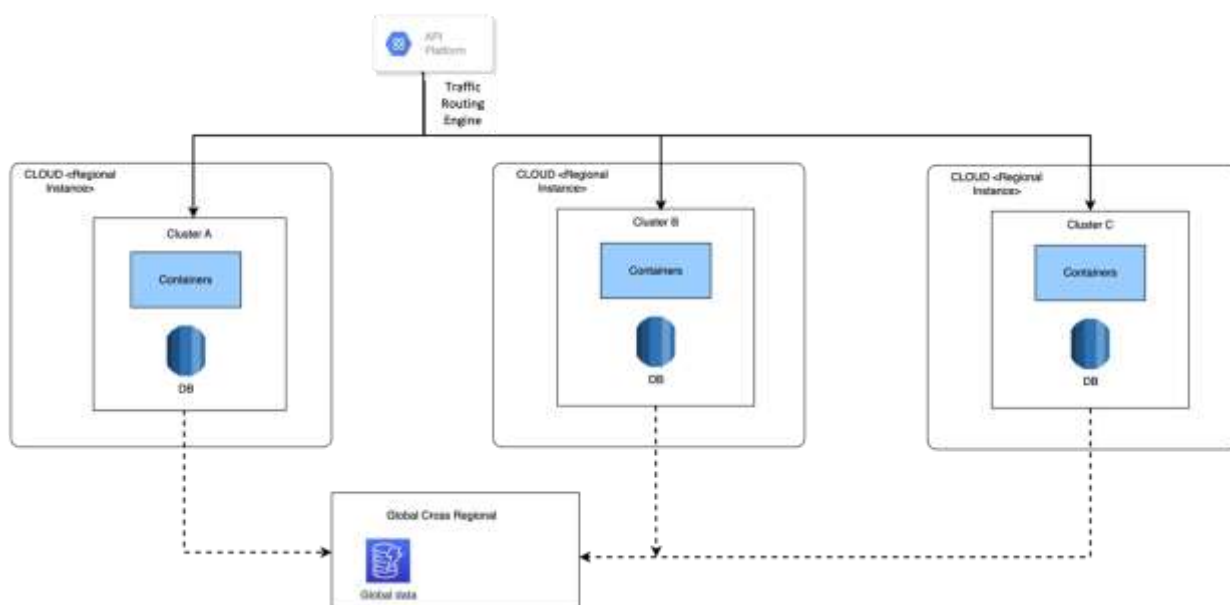 API
Platform
Traffic
Routing
Engine
CLOUD <Regional
Instance>
Cluster A
Containers
DB
CLOUD <Regional
Instance>
Cluster B
Containers
DB
CLOUD <Regional
Instance>
Cluster C
Containers
DB
Global Cross Regional
Global data